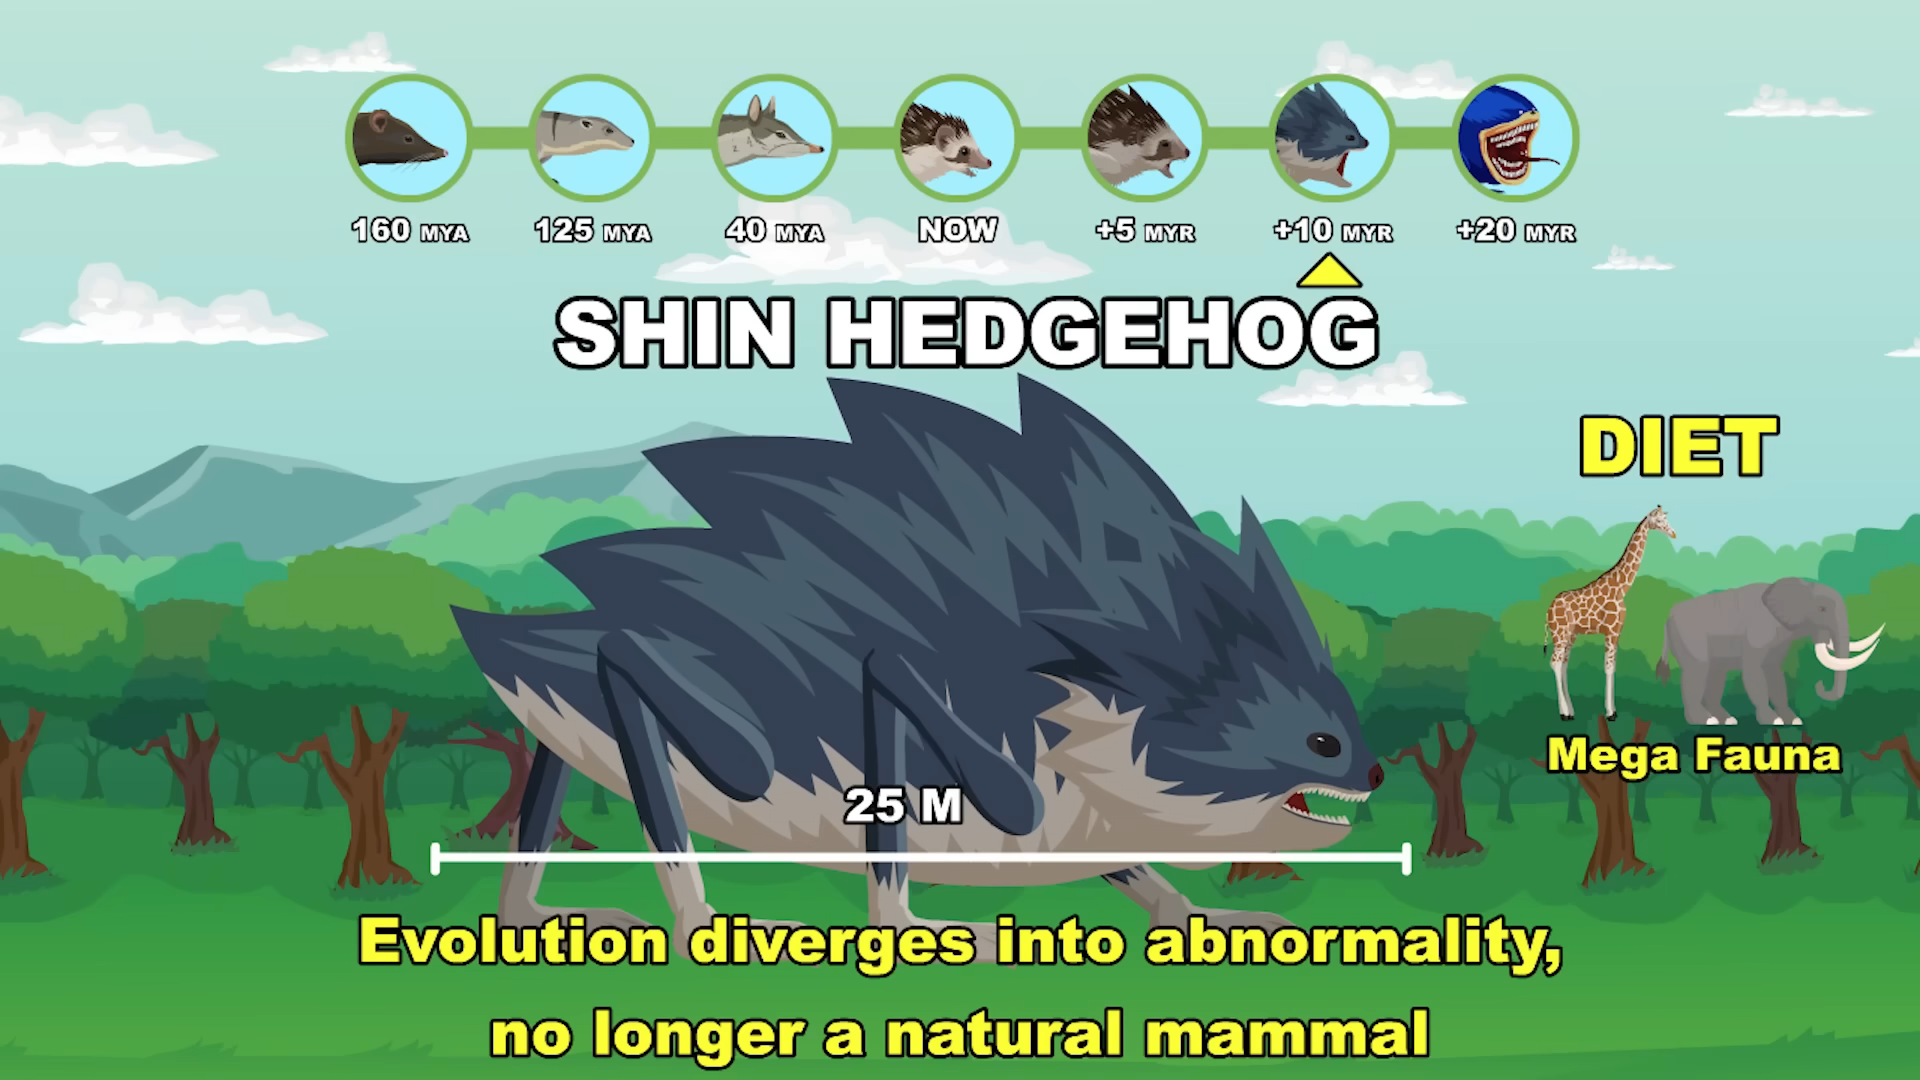 160 MYA 125 MYA 40 MYA NOW +5 MYR +10 MYR +20 MYR
SHIN HEDGEHOG
DIET
Mega Fauna
25 M
Evolution diverges into abnormality,
no longer a natural mammal